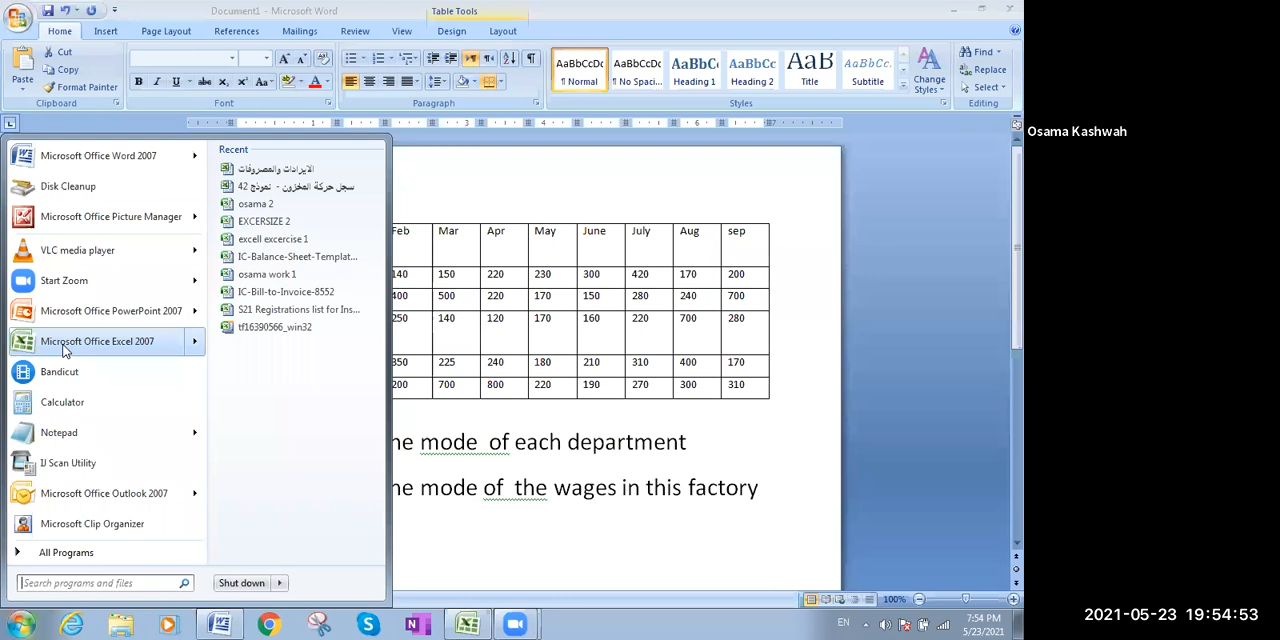 Document1 - Microsoft Word
Table Tools
Home Insert Page Layout References Mailings Review View Design Layout
Paste
Cut
Copy
Format Painter
Clipboard
Font
Paragraph
AaBbCcDc AaBbCcDc AaBbCc AaBbCc AaB AaBbCc.
¶ Normal ¶ No Spaci... Heading 1 Heading 2 Title Subtitle
Change
Styles
Styles
Find
Replace
Select
Editing
Osama Kashwah
Microsoft Office Word 2007
Disk Cleanup
Microsoft Office Picture Manager
VLC media player
Start Zoom
Microsoft Office PowerPoint 2007
Microsoft Office Excel 2007
Bandicut
Calculator
Notepad
IJ Scan Utility
Microsoft Office Outlook 2007
Microsoft Clip Organizer
All Programs
Search programs and files
Shut down
Recent
الايرادات والمصروفات
سجل حركة المخزون - نموذج 42
osama 2
EXCERSIZE 2
excell excercise 1
IC-Balance-Sheet-Templat...
osama work 1
IC-Bill-to-Invoice-8552
S21 Registrations list for Ins...
tf16390566_win32
Feb Mar Apr May June July Aug sep
140 150 220 230 300 420 170 200
400 500 220 170 150 280 240 700
250 140 120 170 160 220 700 280
350 225 240 180 210 310 400 170
200 700 800 220 190 270 300 310
he mode of each department
he mode of the wages in this factory
100%
EN
7:54 PM
5/23/2021
2021-05-23 19:54:53